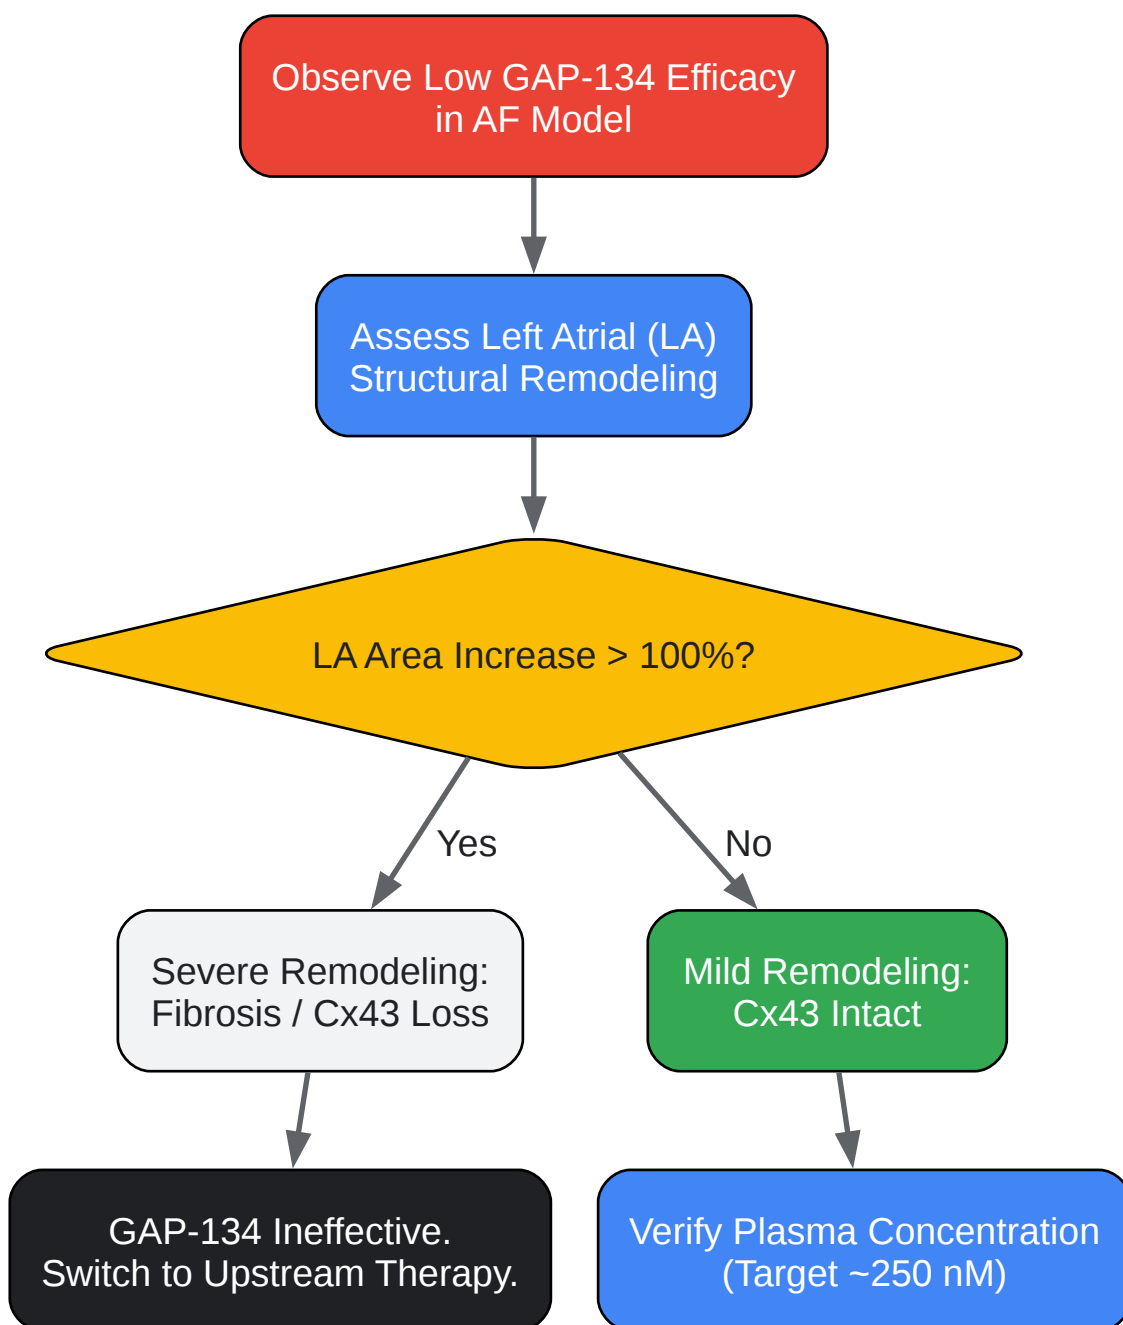 Observe Low GAP-134 Efficacy
in AF Model
Assess Left Atrial (LA)
Structural Remodeling
LA Area Increase > 100%?
Yes
No
Severe Remodeling:
Fibrosis / Cx43 Loss
Mild Remodeling:
Cx43 Intact
GAP-134 Ineffective.
Switch to Upstream Therapy.
Verify Plasma Concentration
(Target ~250 nM)